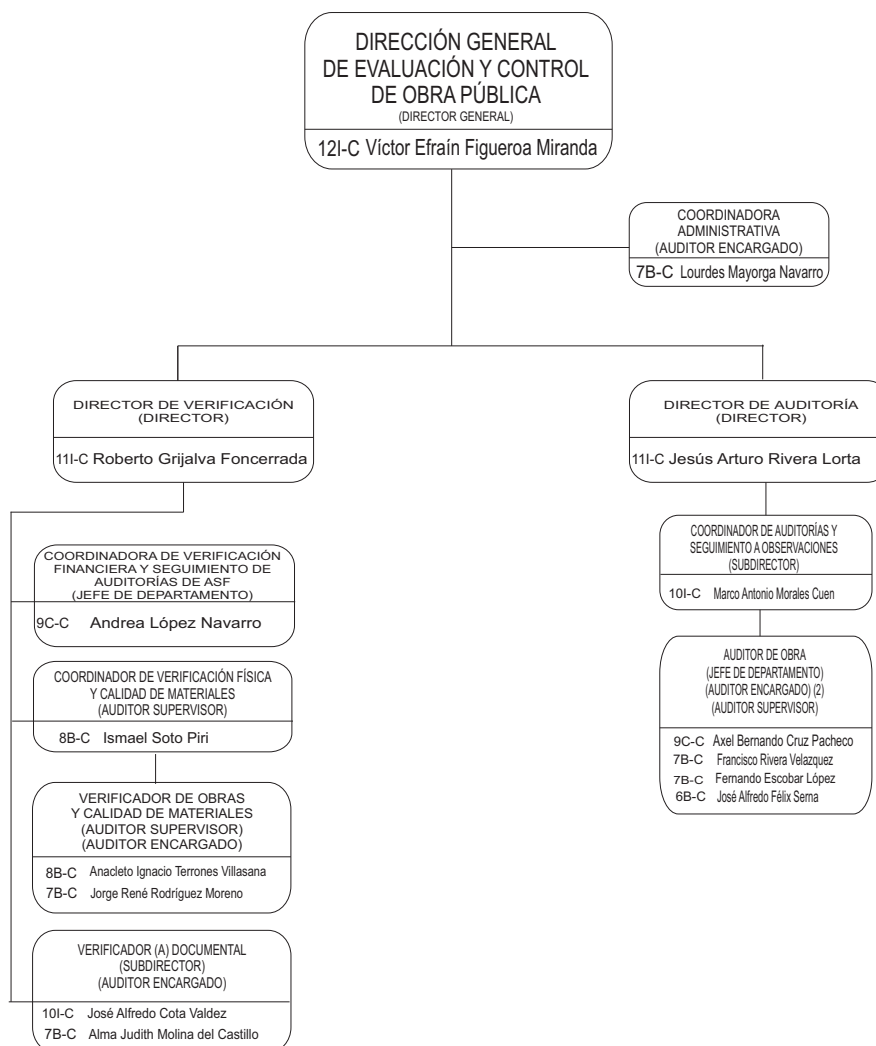 DIRECCIÓN GENERAL
DE EVALUACIÓN Y CONTROL
DE OBRA PÚBLICA
(DIRECTOR GENERAL)
12I-C Víctor Efraín Figueroa Miranda
COORDINADORA
ADMINISTRATIVA
(AUDITOR ENCARGADO)
7B-C Lourdes Mayorga Navarro
DIRECTOR DE VERIFICACIÓN
(DIRECTOR)
11I-C Roberto Grijalva Foncerrada
COORDINADORA DE VERIFICACIÓN
FINANCIERA Y SEGUIMIENTO DE
AUDITORÍAS DE ASF
(JEFE DE DEPARTAMENTO)
9C-C Andrea López Navarro
COORDINADOR DE VERIFICACIÓN FÍSICA
Y CALIDAD DE MATERIALES
(AUDITOR SUPERVISOR)
8B-C Ismael Soto Piri
VERIFICADOR DE OBRAS
Y CALIDAD DE MATERIALES
(AUDITOR SUPERVISOR)
(AUDITOR ENCARGADO)
8B-C Anacleto Ignacio Terrones Villasana
7B-C Jorge René Rodríguez Moreno
VERIFICADOR (A) DOCUMENTAL
(SUBDIRECTOR)
(AUDITOR ENCARGADO)
10I-C José Alfredo Cota Valdez
7B-C Alma Judith Molina del Castillo
DIRECTOR DE AUDITORÍA
(DIRECTOR)
11I-C Jesús Arturo Rivera Lorta
COORDINADOR DE AUDITORÍAS Y
SEGUIMIENTO A OBSERVACIONES
(SUBDIRECTOR)
10I-C Marco Antonio Morales Cuen
AUDITOR DE OBRA
(JEFE DE DEPARTAMENTO)
(AUDITOR ENCARGADO) (2)
(AUDITOR SUPERVISOR)
9C-C Axel Bernando Cruz Pacheco
7B-C Francisco Rivera Velazquez
7B-C Fernando Escobar López
6B-C José Alfredo Félix Serna